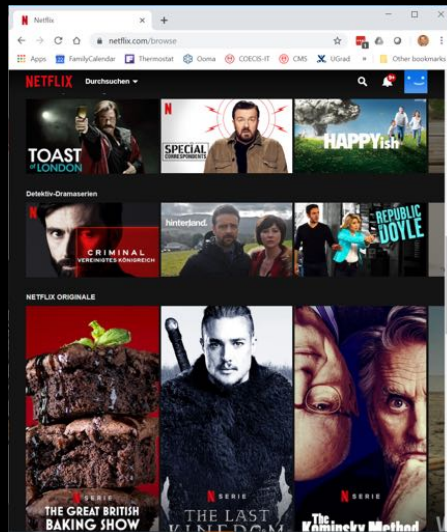 Netflix
netflix.com/browse
Apps FamilyCalendar Thermostat Ooma COECIS-IT CMS UGrad » Other bookmarks
NETFLIX Durchsuchen
TOAST
OF LONDON
SPECIAL
CORRESPONDENTS
HAPPYish
Detektiv-Dramaserien
CRIMINAL
VEREINIGTES KÖNIGREICH
hinterland.
REPUBLIC
DOYLE
NETFLIX ORIGINALE
N SERIE
THE GREAT BRITISH
BAKING SHOW
N SERIE
THE LAST
KINGDOM
N SERIE
The
Kominsky Method